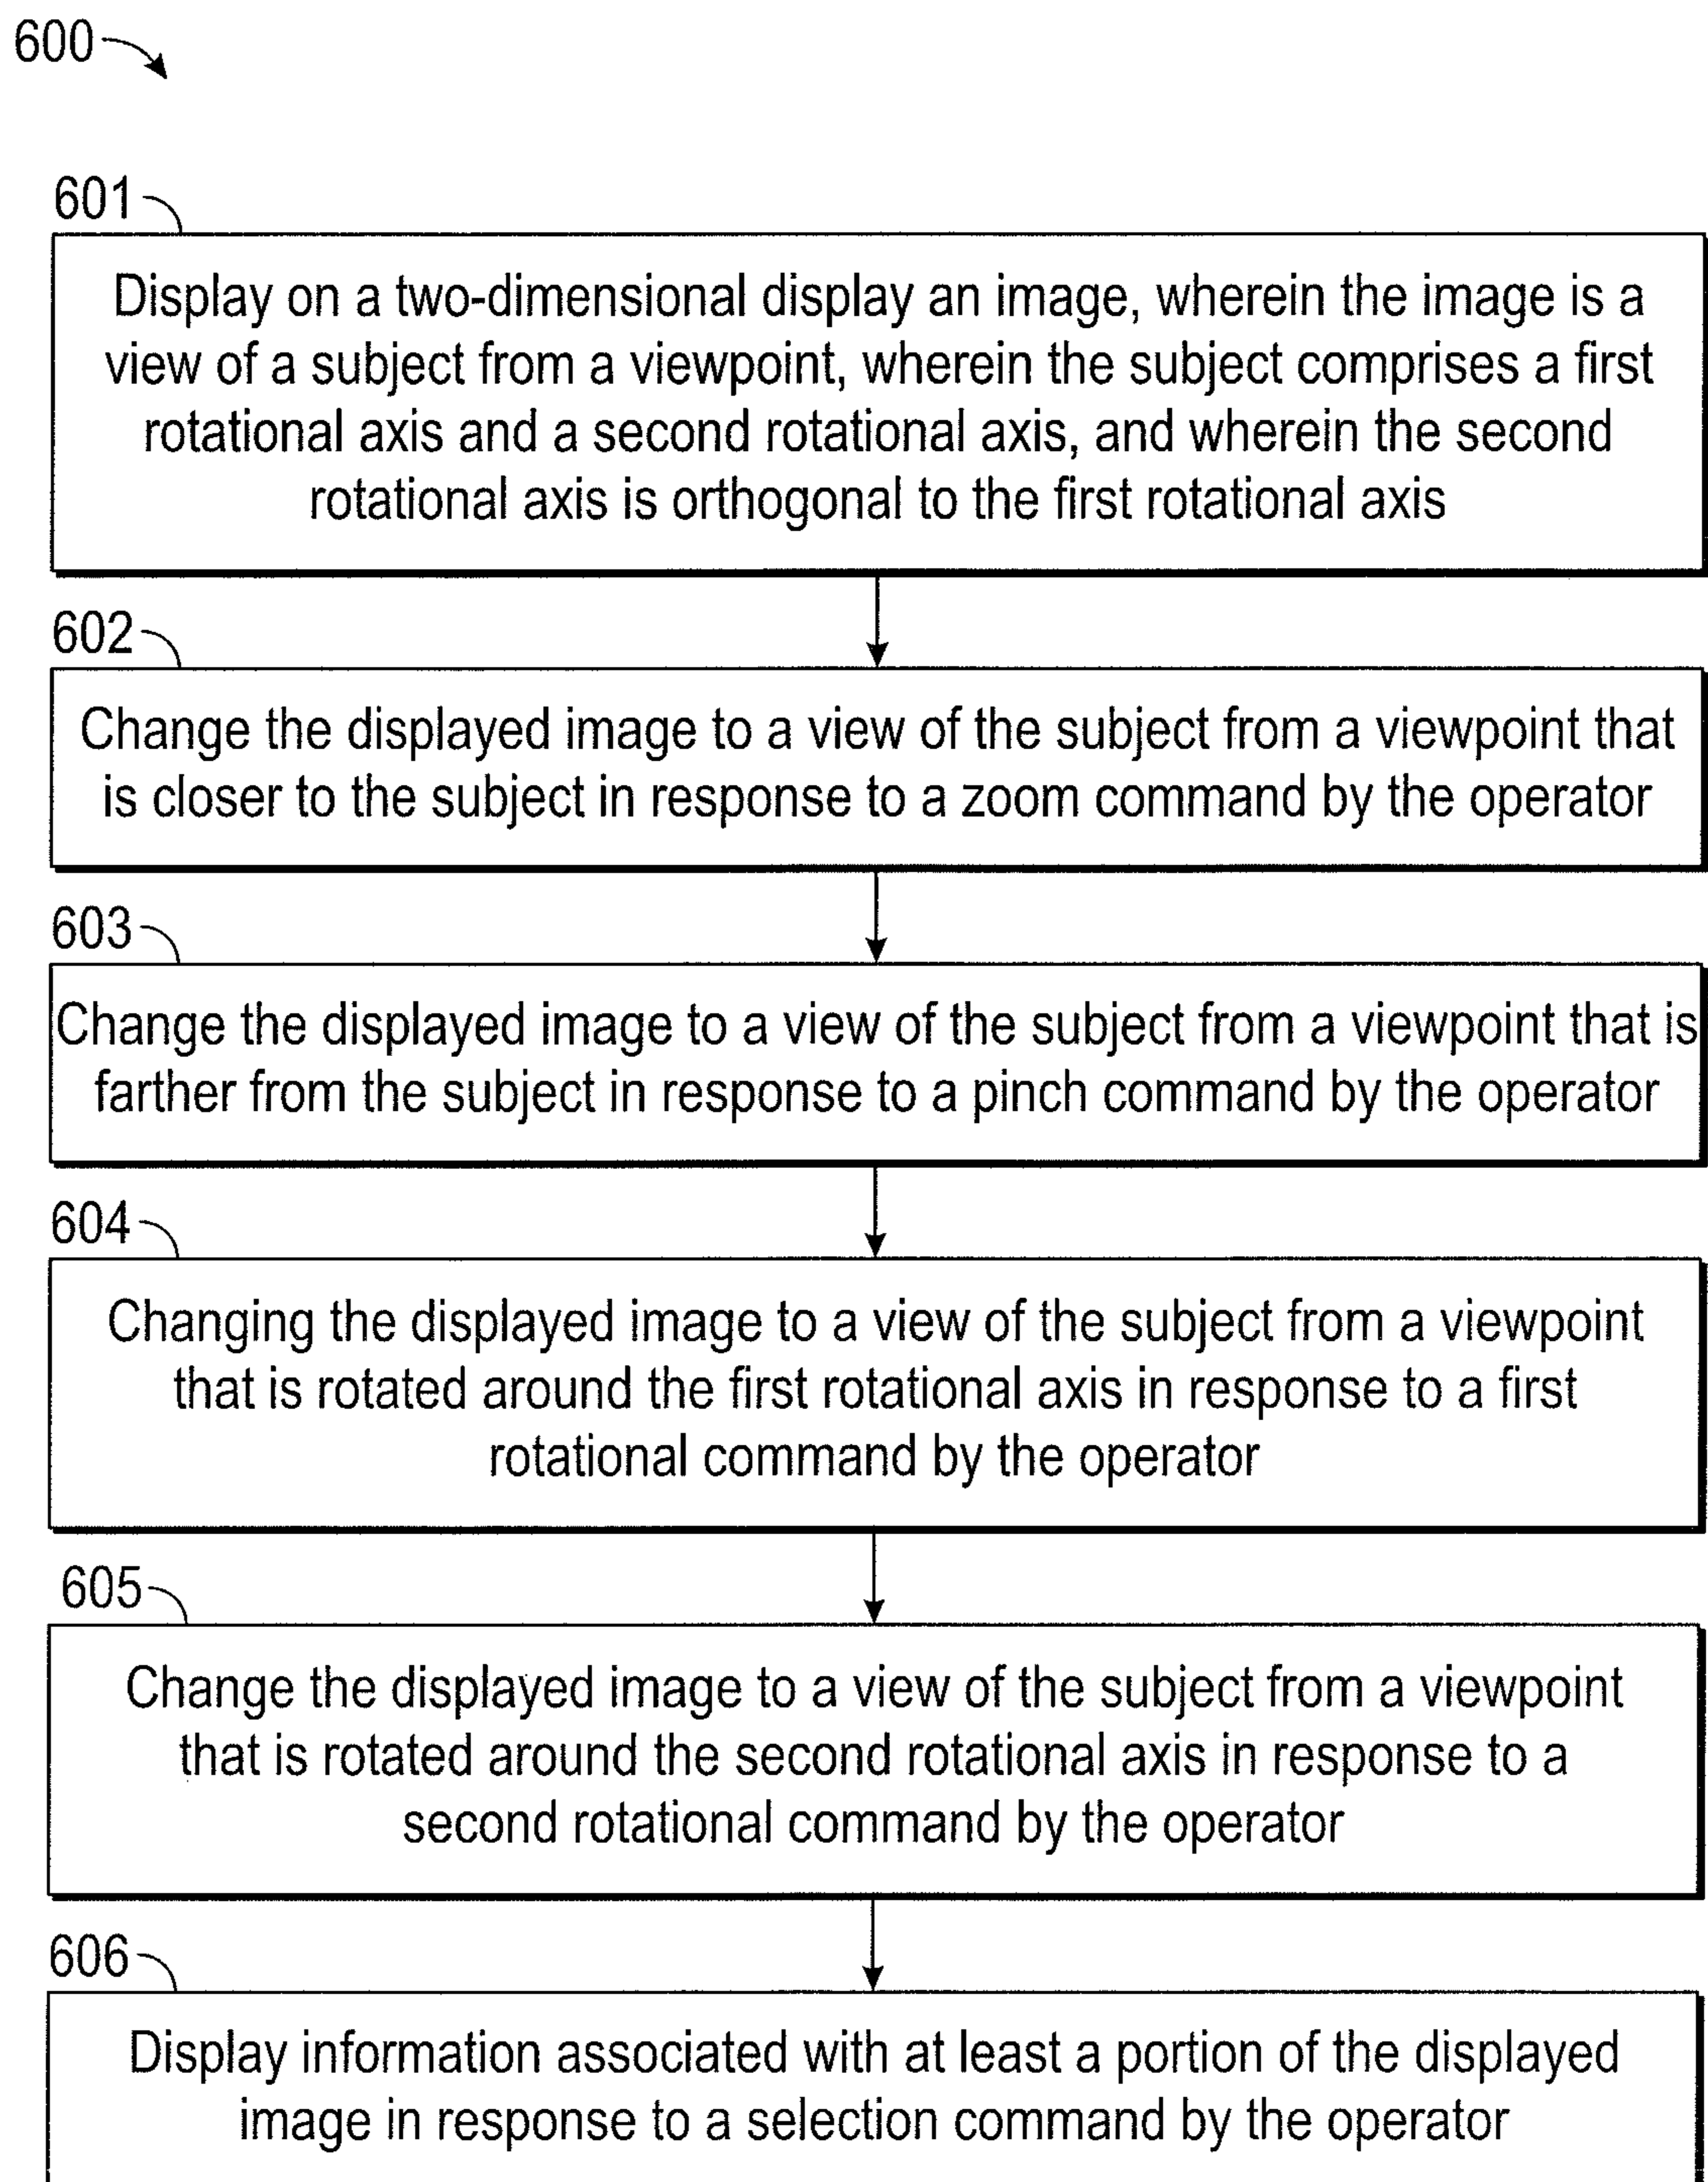 600
601
Display on a two-dimensional display an image, wherein the image is a
view of a subject from a viewpoint, wherein the subject comprises a first
rotational axis and a second rotational axis, and wherein the second
rotational axis is orthogonal to the first rotational axis
602
Change the displayed image to a view of the subject from a viewpoint that
is closer to the subject in response to a zoom command by the operator
603
Change the displayed image to a view of the subject from a viewpoint that is
farther from the subject in response to a pinch command by the operator
604
Changing the displayed image to a view of the subject from a viewpoint
that is rotated around the first rotational axis in response to a first
rotational command by the operator
605
Change the displayed image to a view of the subject from a viewpoint
that is rotated around the second rotational axis in response to a
second rotational command by the operator
606
Display information associated with at least a portion of the displayed
image in response to a selection command by the operator